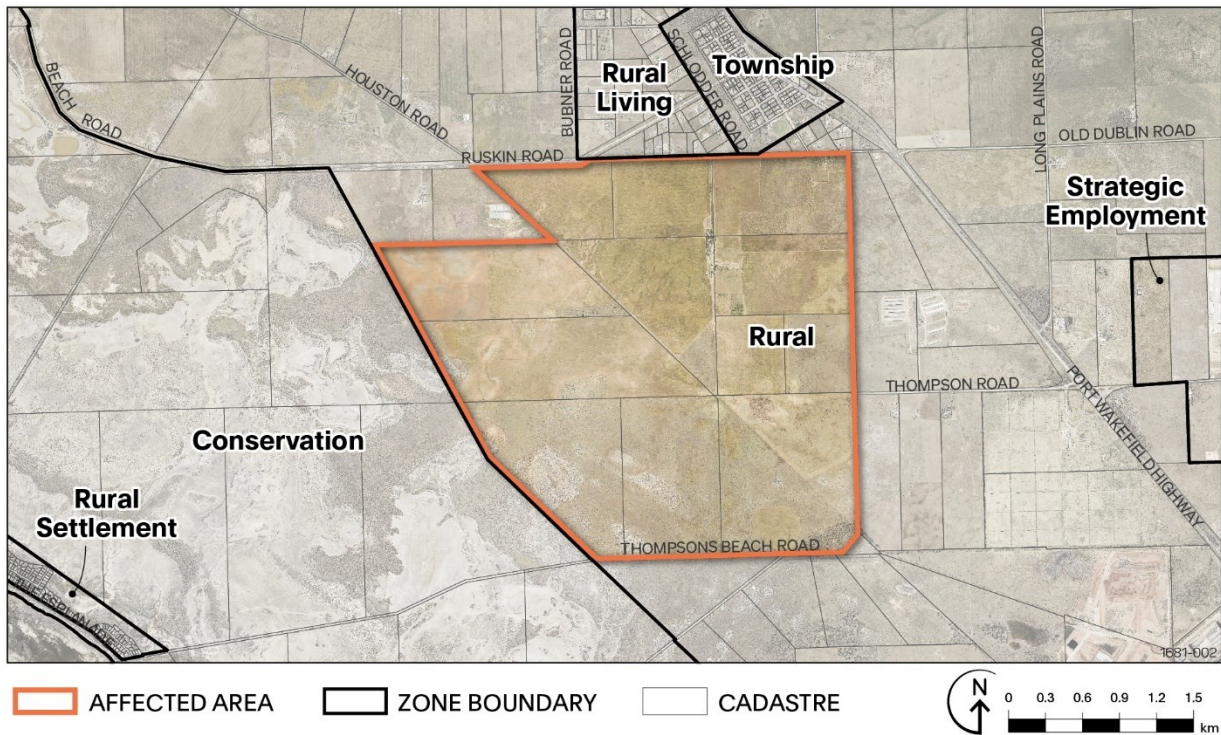 BEACH
ROAD
HOUSTON ROAD
BUBNER ROAD
Rural
Living
SCHLODDER ROAD
Township
LONG PLAINS ROAD
OLD DUBLIN ROAD
RUSKIN ROAD
Strategic
Employment
Rural
THOMPSON ROAD
PORT WAKEFIELD HIGHWAY
Conservation
Rural
Settlement
THE ESPLANADE
THOMPSONS BEACH ROAD
1681-002
AFFECTED AREA
ZONE BOUNDARY
CADASTRE
N
0 0.3 0.6 0.9 1.2 1.5
km